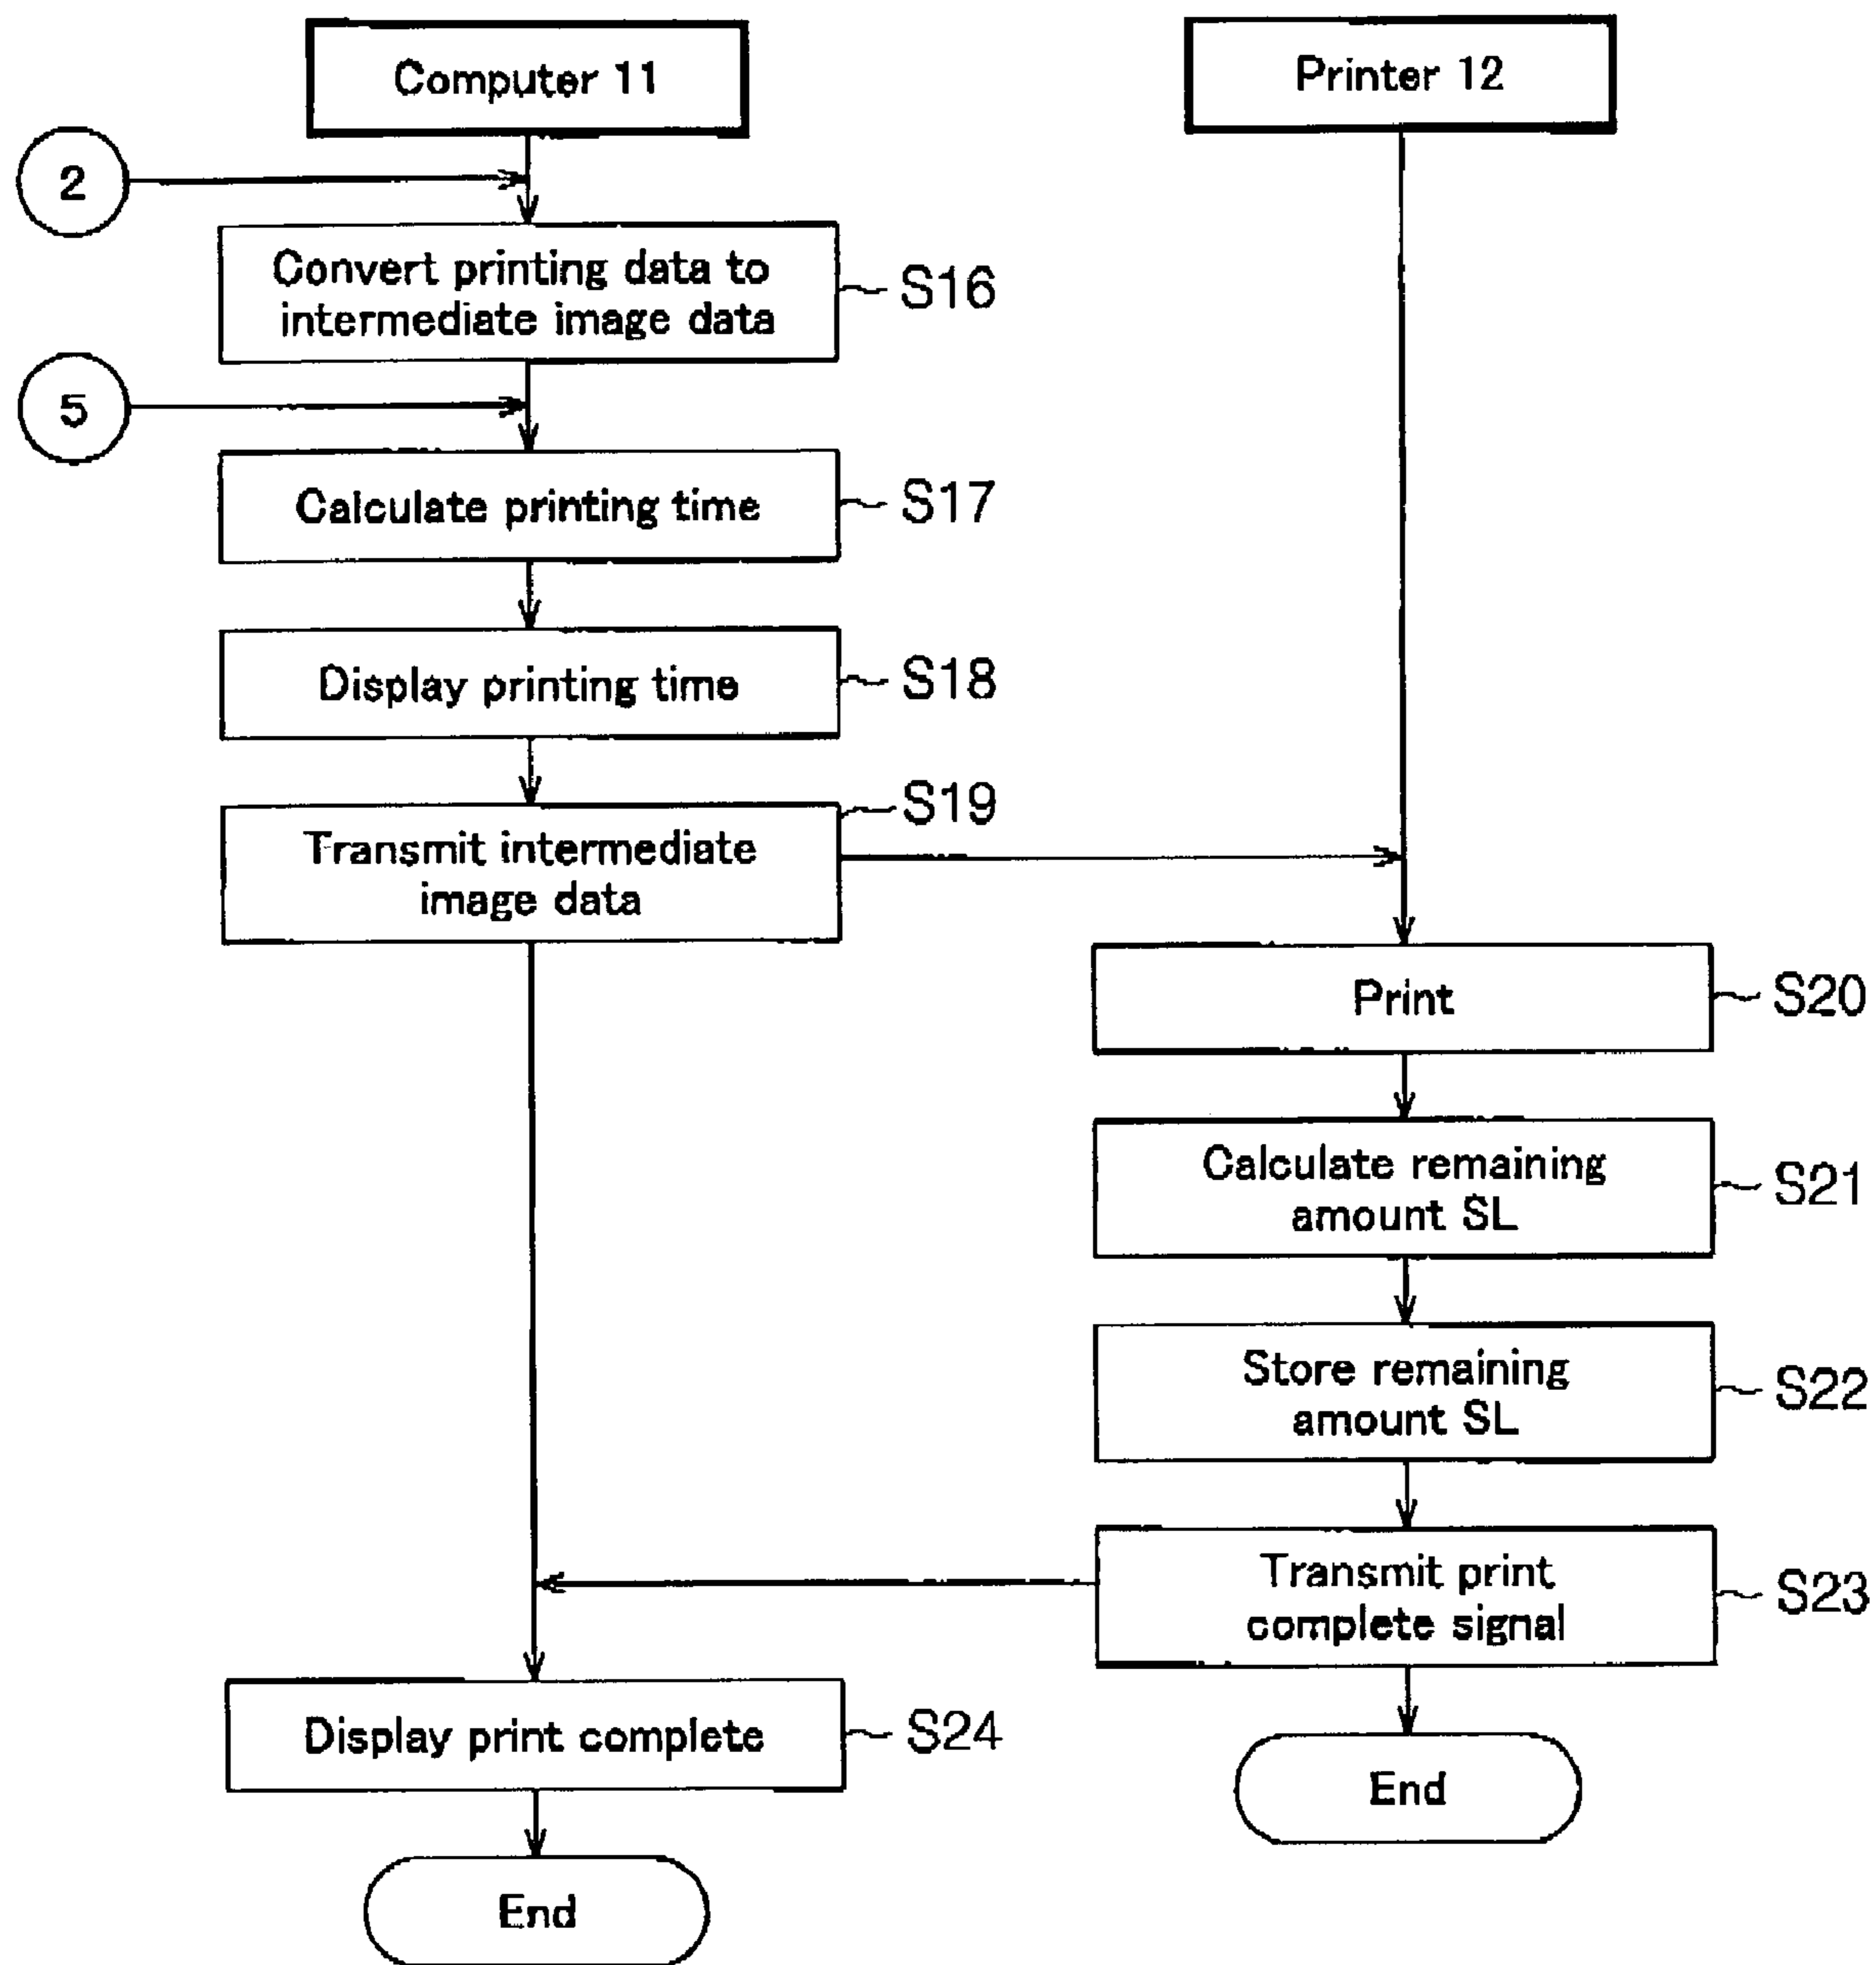 Computer 11
Printer 12
2
Convert printing data to
intermediate image data
S16
5
Calculate printing time
S17
Display printing time
S18
Transmit intermediate
image data
S19
Print
S20
Calculate remaining
amount SL
S21
Store remaining
amount SL
S22
Transmit print
complete signal
S23
Display print complete
S24
End
End